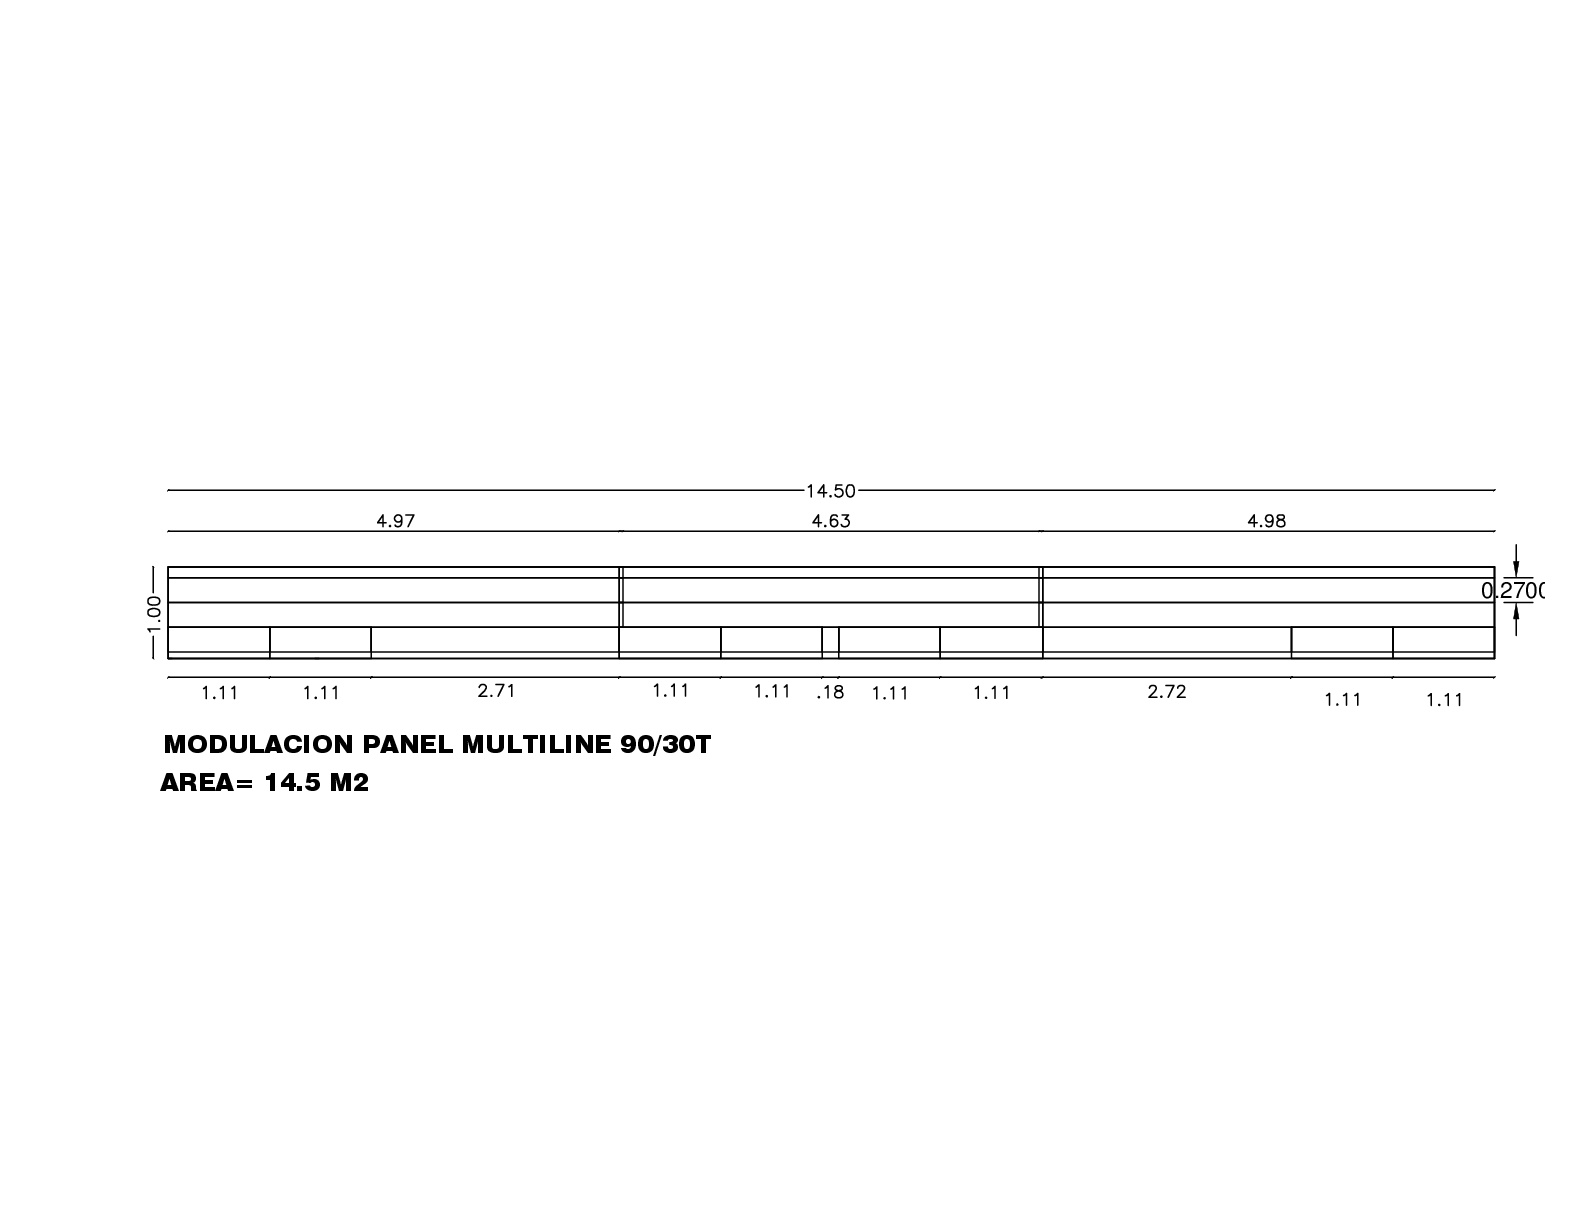 14.50
4.97 4.63 4.98
1.00
1.11 1.11 2.71 1.11 1.11 .18 1.11 1.11 2.72 1.11 1.11
MODULACION PANEL MULTILINE 90/30T
AREA= 14.5 M2